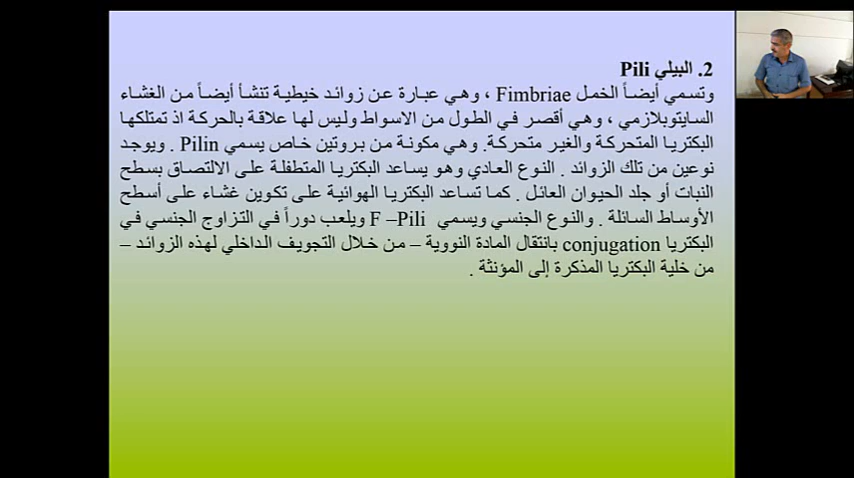 2. البيلي Pili
وتسمي أيضاً الخمل Fimbriae ، وهي عبارة عن زوائد خيطية تنشأ أيضاً من الغشاء
السايتوبلازمي ، وهي أقصر في الطول من الاسواط وليس لها علاقة بالحركة اذ تمتلكها
البكتريا المتحركة والغير متحركة. وهي مكونة من بروتين خاص يسمي Pilin . ويوجد
نوعين من تلك الزوائد . النوع العادي وهو يساعد البكتريا المتطفلة على الالتصاق بسطح
النبات أو جلد الحيوان العائل . كما تساعد البكتريا الهوائية على تكوين غشاء على أسطح
الأوساط السائلة . والنوع الجنسي ويسمي F –Pili ويلعب دوراً في التزاوج الجنسي في
البكتريا conjugation بانتقال المادة النووية – من خلال التجويف الداخلي لهذه الزوائد –
من خلية البكتريا المذكرة إلى المؤنثة .